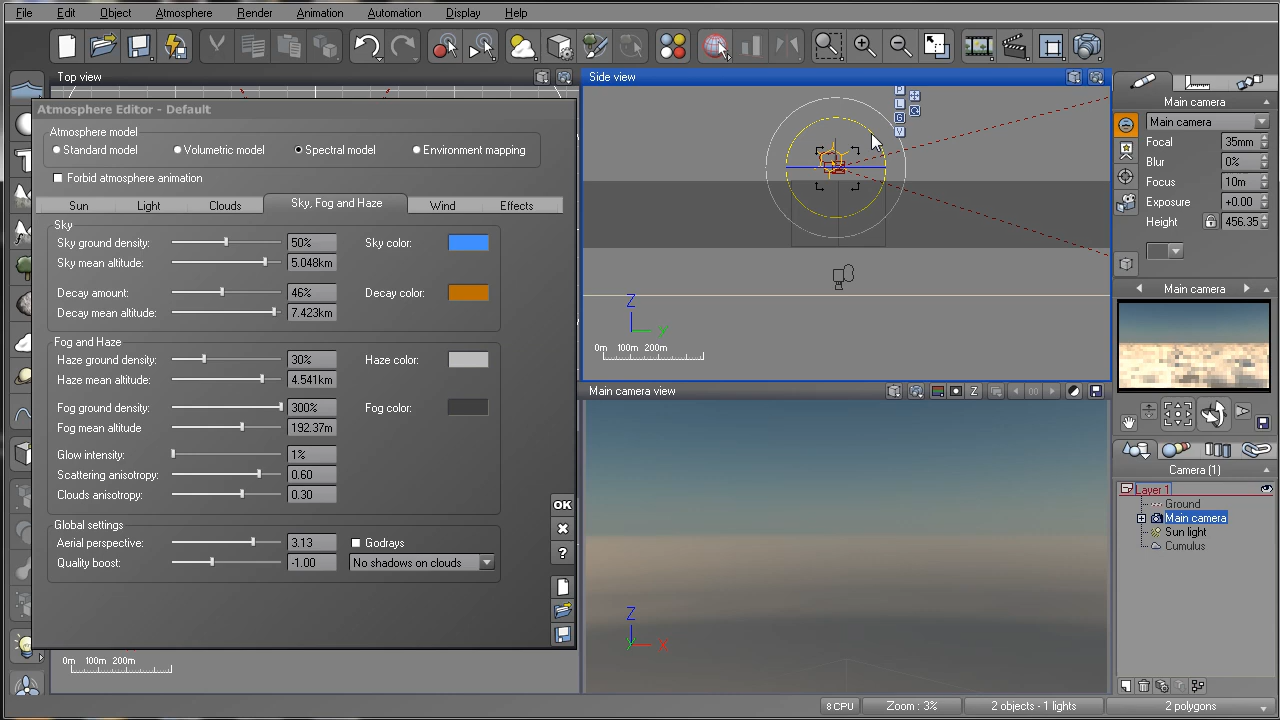 File Edit Object Atmosphere Render Animation Automation Display Help
Top view
Side view
Atmosphere Editor - Default
Atmosphere model
Standard model Volumetric model Spectral model Environment mapping
Forbid atmosphere animation
Sun Light Clouds Sky, Fog and Haze Wind Effects
Sky
Sky ground density: 50% Sky color:
Sky mean altitude: 5.048km
Decay amount: 46% Decay color:
Decay mean altitude: 7.423km
Fog and Haze
Haze ground density: 30% Haze color:
Haze mean altitude: 4.541km
Fog ground density: 300% Fog color:
Fog mean altitude 192.37m
Glow intensity: 1%
Scattering anisotropy: 0.60
Clouds anisotropy: 0.30
Global settings
Aerial perspective: 3.13 Godrays
Quality boost: -1.00 No shadows on clouds
OK
?
0m 100m 200m
P
L
G
V
Z
Y
0m 100m 200m
Main camera view
Z
Z
Y X
Main camera
Main camera
Focal 35mm
Blur 0%
Focus 10m
Exposure +0.00
Height 456.35
Main camera
Camera (1)
Layer 1
Ground
Main camera
Sun light
Cumulus
8 CPU Zoom : 3% 2 objects - 1 lights 2 polygons